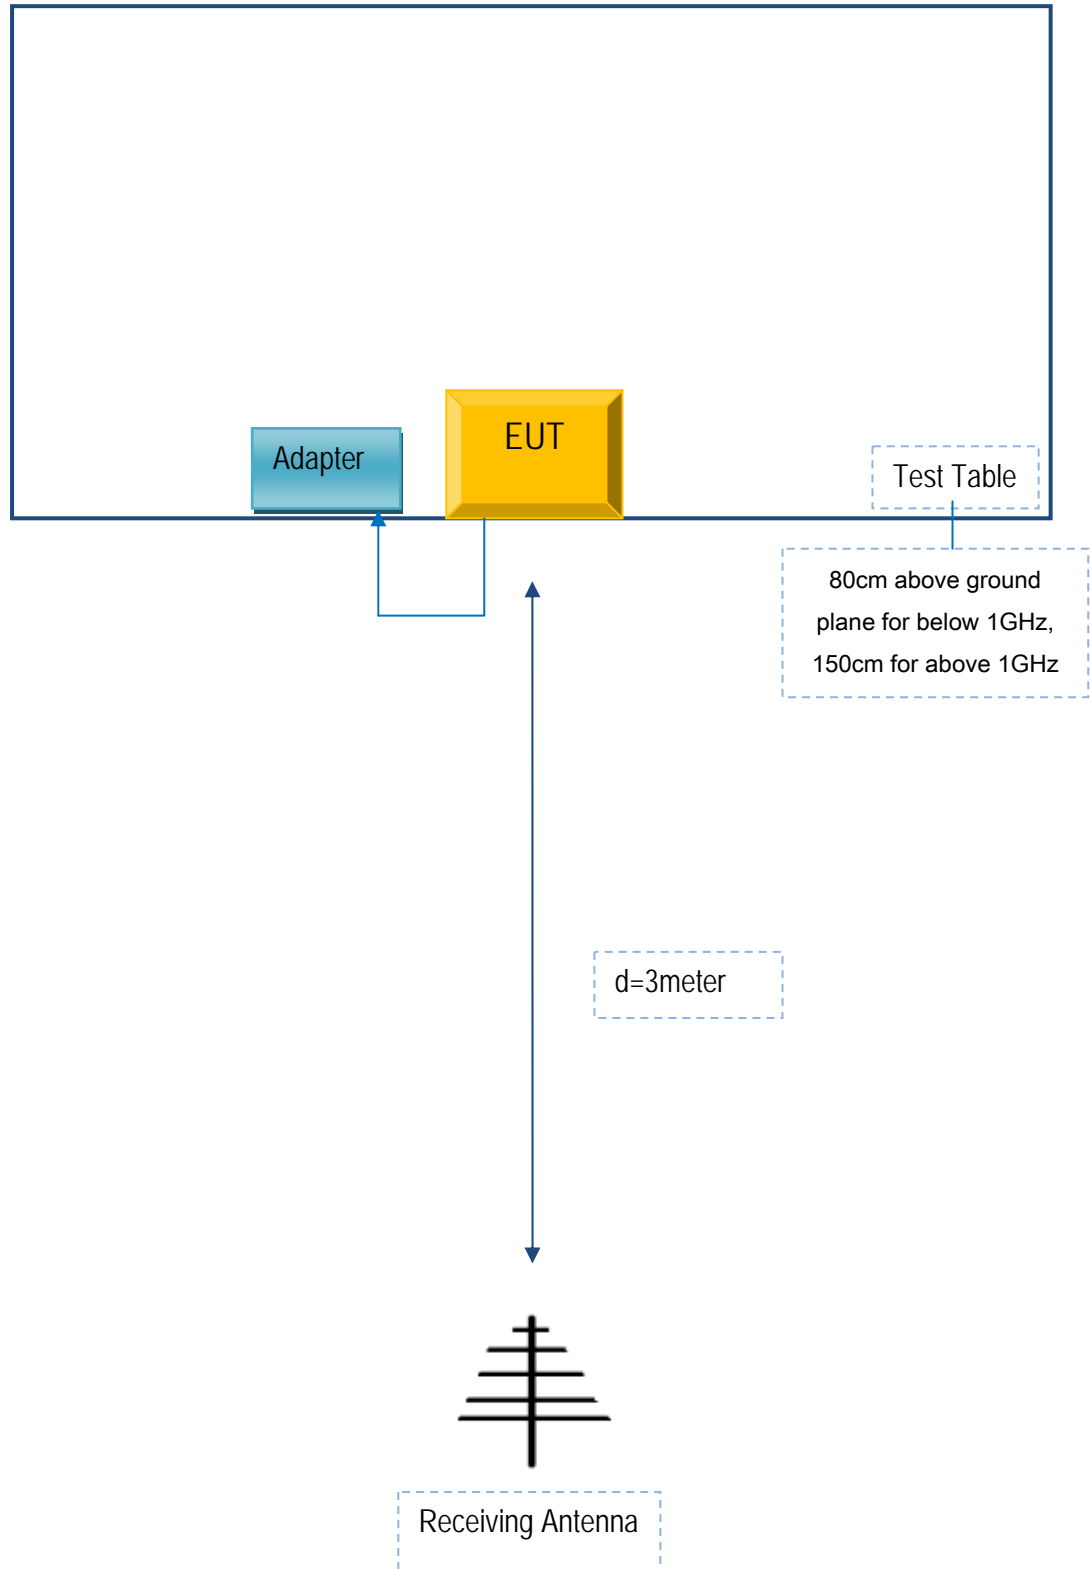 EUT
Adapter
Test Table
80cm above ground
plane for below 1GHz,
150cm for above 1GHz
d=3meter
Receiving Antenna